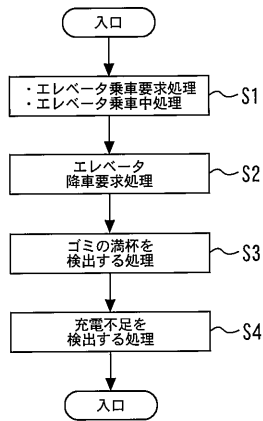 入口
・エレベータ乗車要求処理
・エレベータ乗車中処理
S1
エレベータ
降車要求処理
S2
ゴミの満杯を
検出する処理
S3
充電不足を
検出する処理
S4
入口